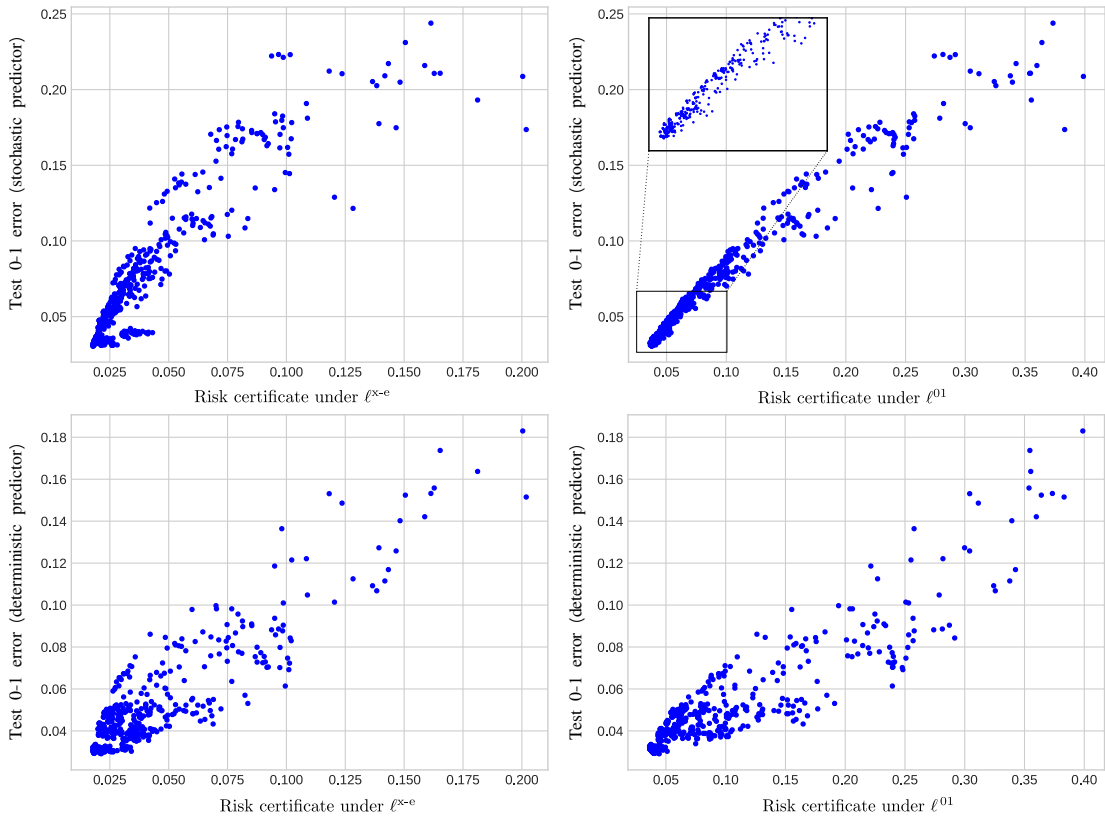 Test 0-1 error (stochastic predictor)
0.25
0.20
0.15
0.10
0.05
0.025 0.050 0.075 0.100 0.125 0.150 0.175 0.200
Risk certificate under ℓx-e
Test 0-1 error (stochastic predictor)
0.25
0.20
0.15
0.10
0.05
0.05 0.10 0.15 0.20 0.25 0.30 0.35 0.40
Risk certificate under ℓ01
Test 0-1 error (deterministic predictor)
0.18
0.16
0.14
0.12
0.10
0.08
0.06
0.04
0.025 0.050 0.075 0.100 0.125 0.150 0.175 0.200
Risk certificate under ℓx-e
Test 0-1 error (deterministic predictor)
0.18
0.16
0.14
0.12
0.10
0.08
0.06
0.04
0.05 0.10 0.15 0.20 0.25 0.30 0.35 0.40
Risk certificate under ℓ01